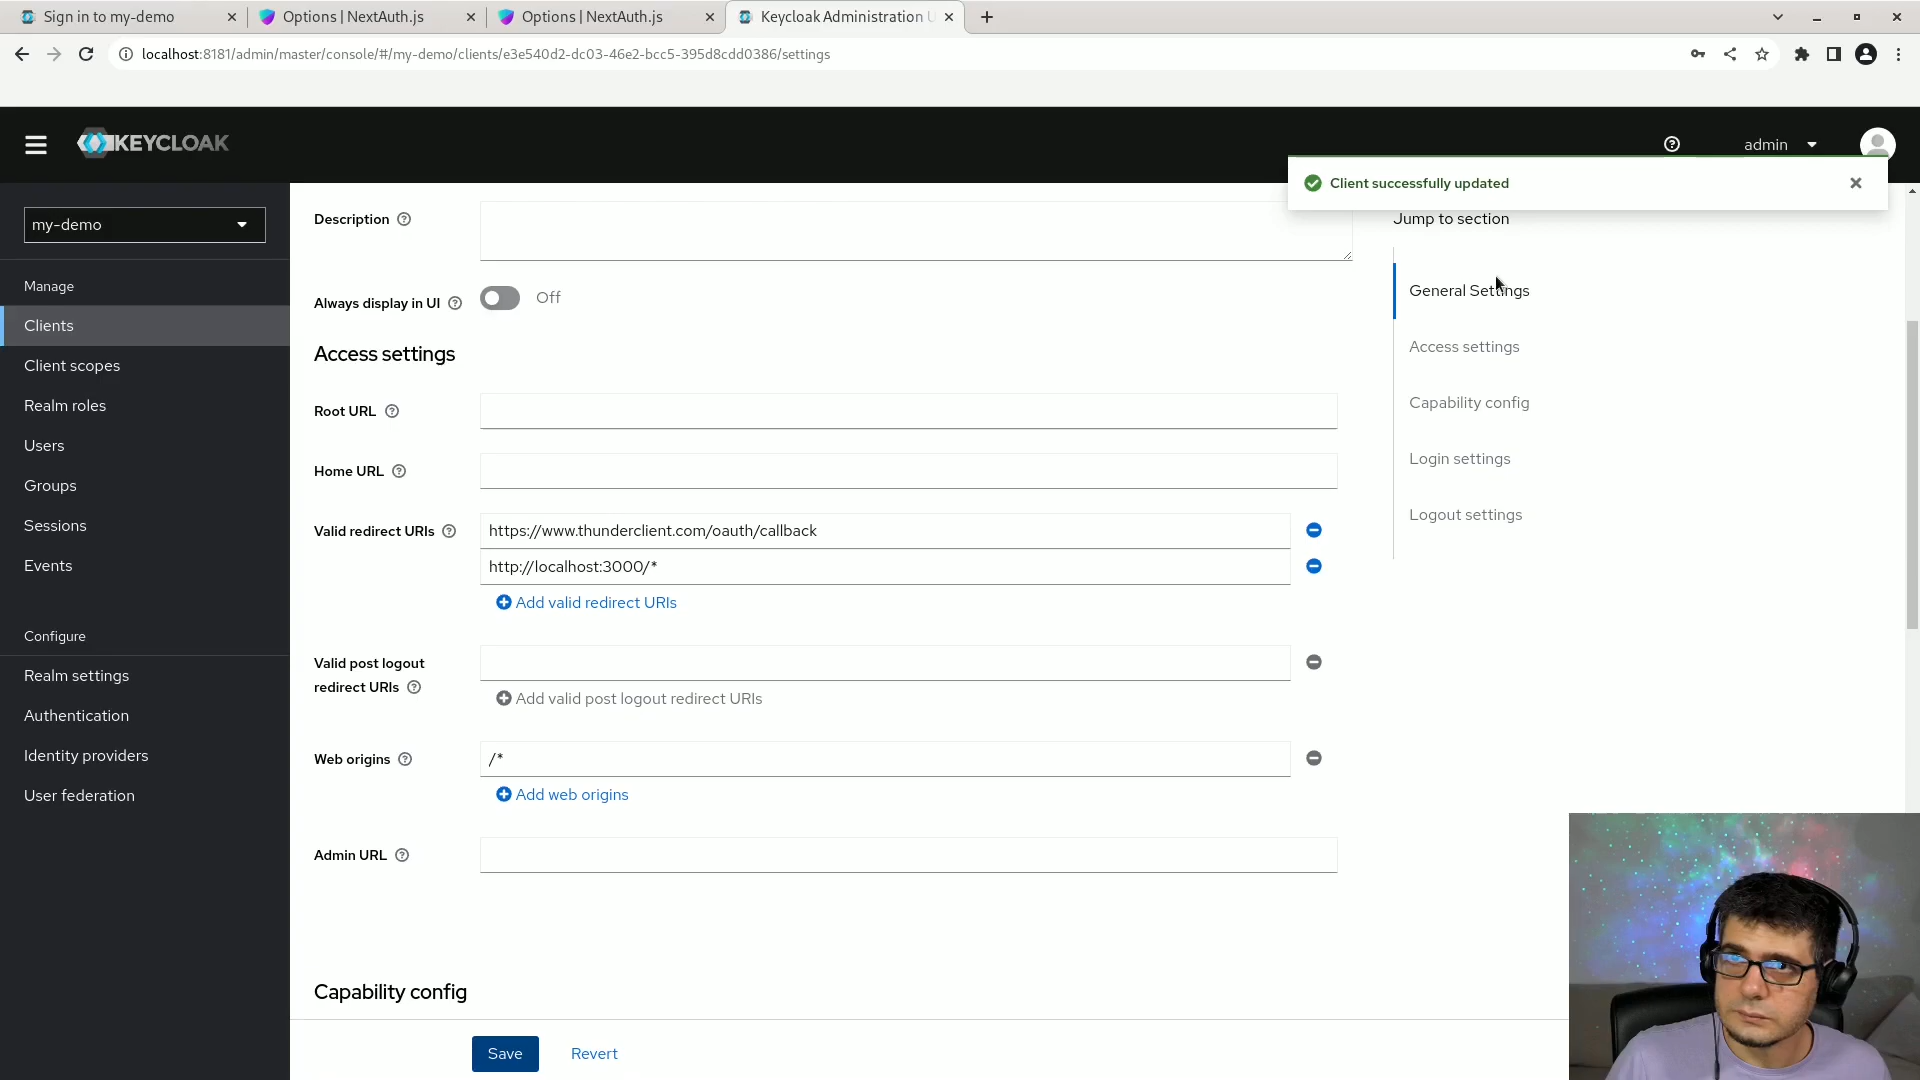 Sign in to my-demo
Options | NextAuth.js
Options | NextAuth.js
Keycloak Administration U
localhost:8181/admin/master/console/#/my-demo/clients/e3e540d2-dc03-46e2-bcc5-395d8cdd0386/settings
KEYCLOAK
admin
Client successfully updated
my-demo
Manage
Clients
Client scopes
Realm roles
Users
Groups
Sessions
Events
Configure
Realm settings
Authentication
Identity providers
User federation
Description
Always display in UI
Off
Access settings
Root URL
Home URL
Valid redirect URIs
https://www.thunderclient.com/oauth/callback
http://localhost:3000/*
Add valid redirect URIs
Valid post logout
redirect URIs
Add valid post logout redirect URIs
Web origins
/*
Add web origins
Admin URL
Capability config
Save
Revert
Jump to section
General Settings
Access settings
Capability config
Login settings
Logout settings